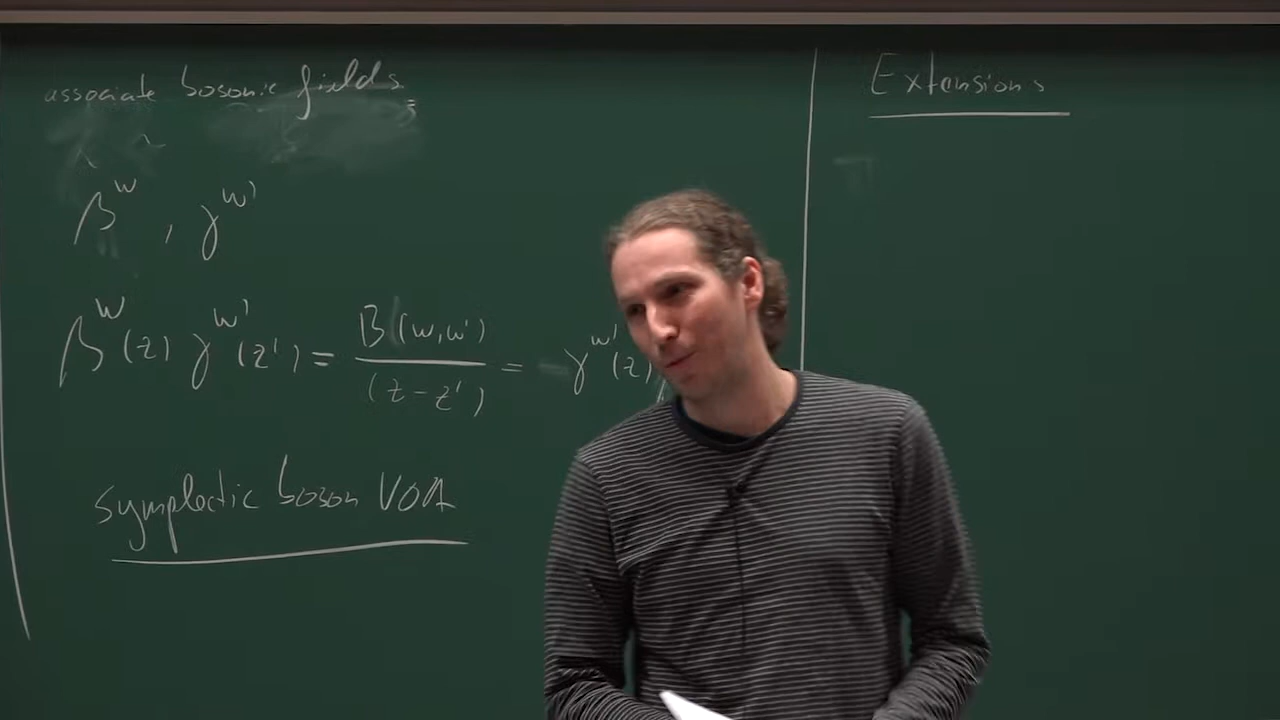 associate bosonic fields
β^w , γ^w'
β^w(z) γ^w'(z') = B(w,w') / (z-z') = γ^w'(z)
symplectic boson VOA
Extensions